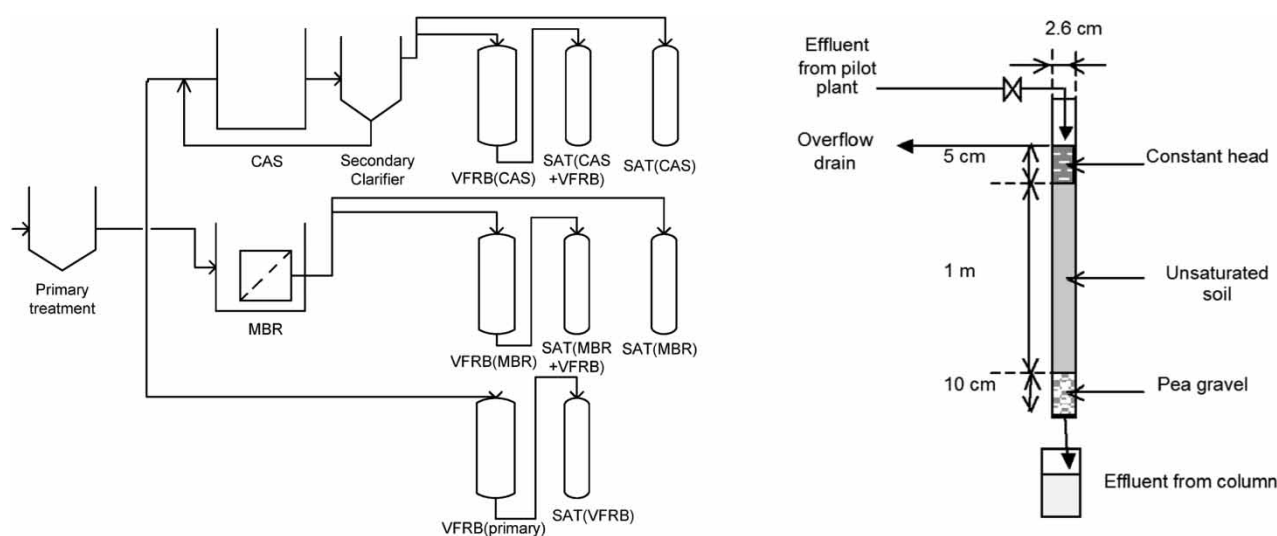 CAS
Secondary
Clarifier
VFRB(CAS)
SAT(CAS
+VFRB)
SAT(CAS)
Primary
treatment
MBR
VFRB(MBR)
SAT(MBR
+VFRB)
SAT(MBR)
VFRB(primary)
SAT(VFRB)
2.6 cm
Effluent
from pilot
plant
Overflow
drain
5 cm
Constant head
1 m
Unsaturated
soil
10 cm
Pea gravel
Effluent from column